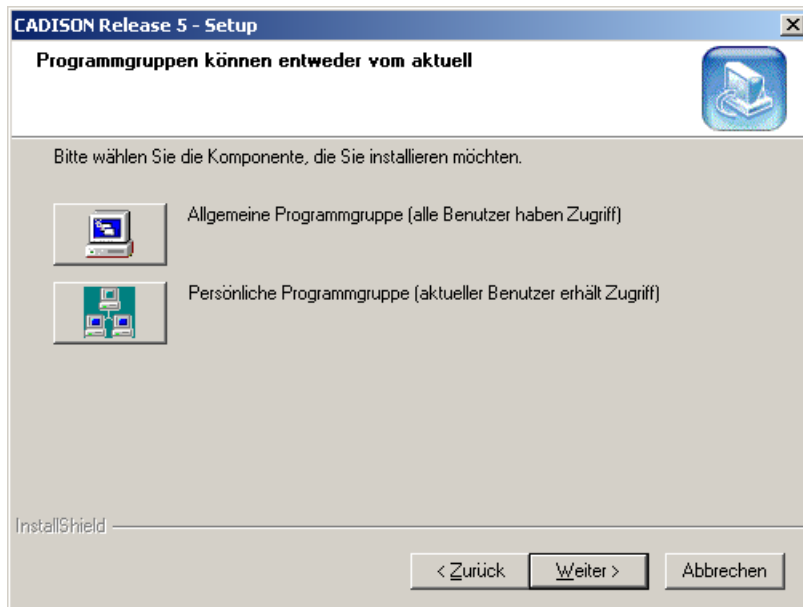 CADISON Release 5 - Setup
Programmgruppen können entweder vom aktuell
Bitte wählen Sie die Komponente, die Sie installieren möchten.
Allgemeine Programmgruppe (alle Benutzer haben Zugriff)
Persönliche Programmgruppe (aktueller Benutzer erhält Zugriff)
InstallShield
< Zurück Weiter > Abbrechen